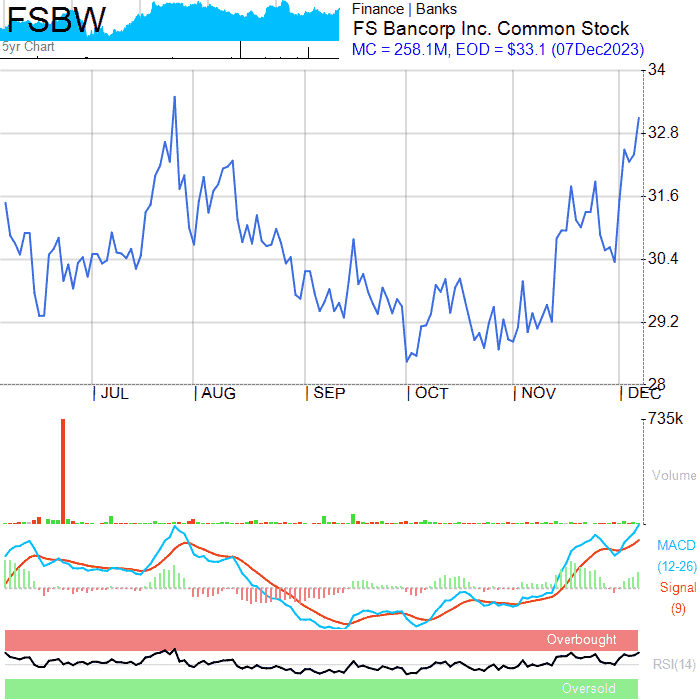 FSBW
5yr Chart
Finance | Banks
FS Bancorp Inc. Common Stock
MC = 258.1M, EOD = $33.1 (07Dec2023)
34
32.8
31.6
30.4
29.2
28
JUL
AUG
SEP
OCT
NOV
DEC
735k
Volume
MACD
(12-26)
Signal
(9)
Overbought
RSI(14)
Oversold